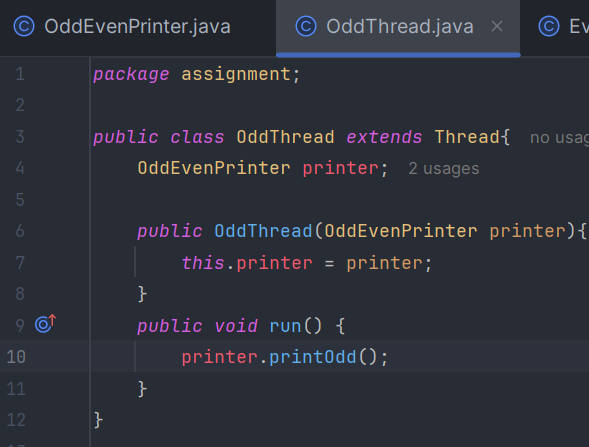 OddEvenPrinter.java
OddThread.java
1 package assignment;
2
3 public class OddThread extends Thread{ no
4 OddEvenPrinter printer; 2 usages
5
6 public OddThread(OddEvenPrinter printer){
7 this.printer = printer;
8 }
9 public void run() {
10 printer.printOdd();
11 }
12 }